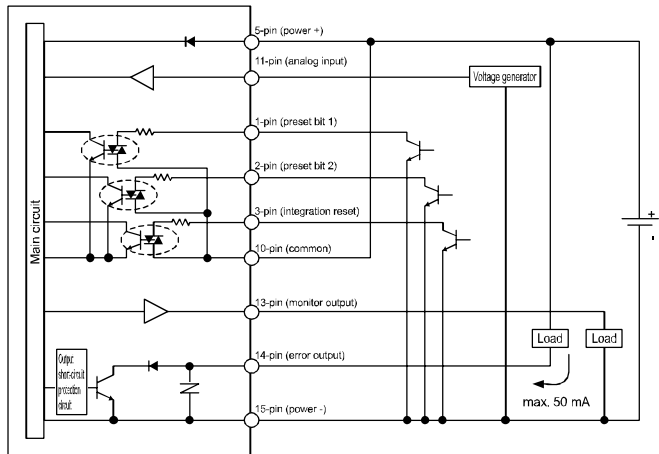 5-pin (power +)
11-pin (analog input)
Voltage generator
1-pin (preset bit 1)
2-pin (preset bit 2)
3-pin (integration reset)
10-pin (common)
Main circuit
+
-
13-pin (monitor output)
Load
Load
14-pin (error output)
Output
short-circuit
protection
circuit
max. 50 mA
15-pin (power -)